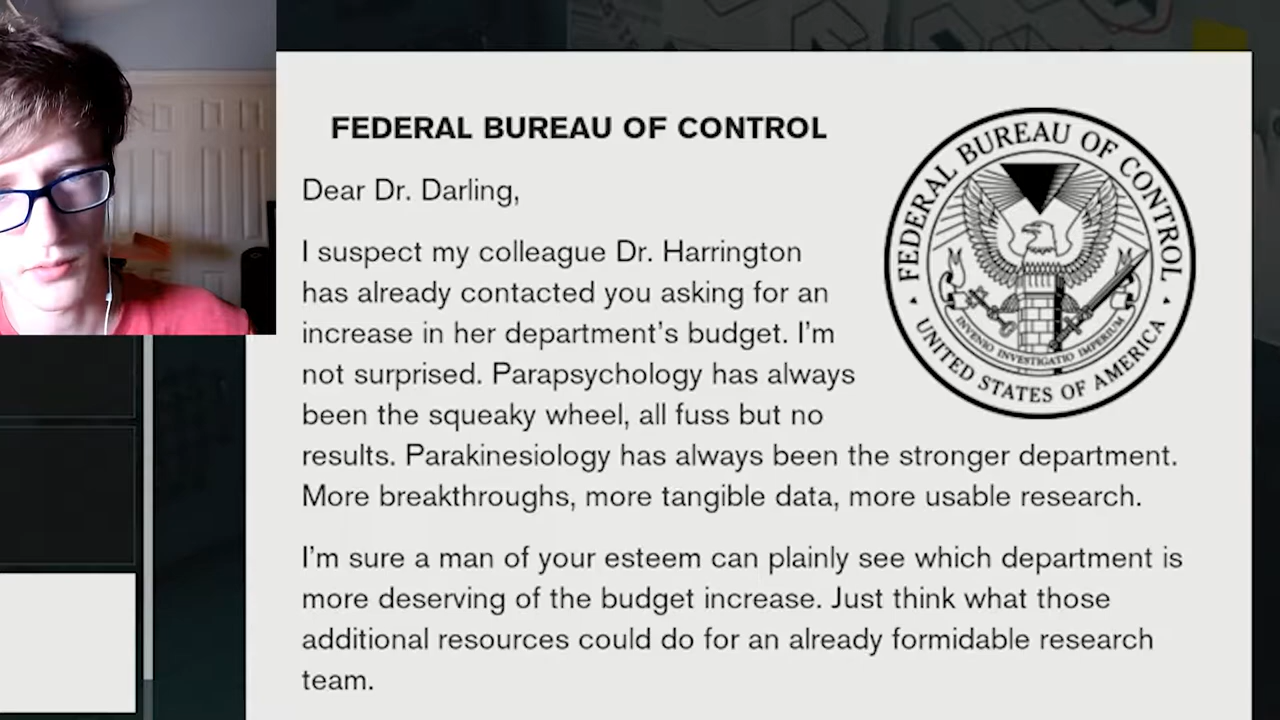 FEDERAL BUREAU OF CONTROL
Dear Dr. Darling,
I suspect my colleague Dr. Harrington
has already contacted you asking for an
increase in her department’s budget. I’m
not surprised. Parapsychology has always
been the squeaky wheel, all fuss but no
results. Parakinesiology has always been the stronger department.
More breakthroughs, more tangible data, more usable research.
I’m sure a man of your esteem can plainly see which department is
more deserving of the budget increase. Just think what those
additional resources could do for an already formidable research
team.
FEDERAL BUREAU OF CONTROL
INVENIO INVESTIGATIO IMPERIUM
UNITED STATES OF AMERICA